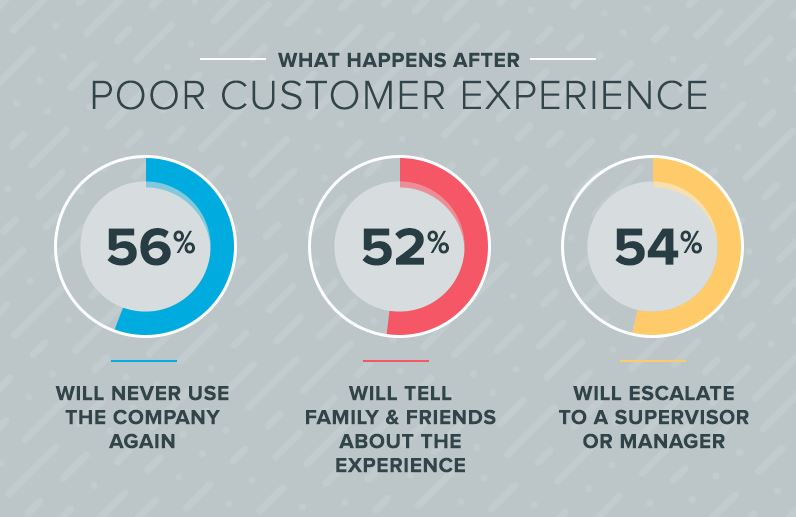 WHAT HAPPENS AFTER
POOR CUSTOMER EXPERIENCE
56%
52%
54%
WILL NEVER USE
THE COMPANY
AGAIN
WILL TELL
FAMILY & FRIENDS
ABOUT THE
EXPERIENCE
WILL ESCALATE
TO A SUPERVISOR
OR MANAGER